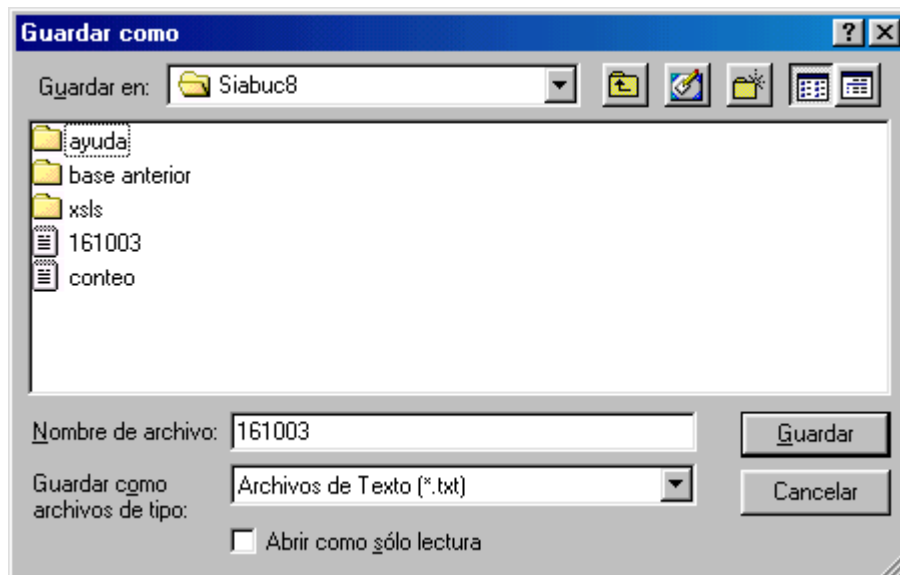 Guardar como
Guardar en: Siabuc8
ayuda
base anterior
xsls
161003
conteo
Nombre de archivo: 161003 Guardar
Guardar como archivos de tipo: Archivos de Texto (*.txt) Cancelar
Abrir como sólo lectura